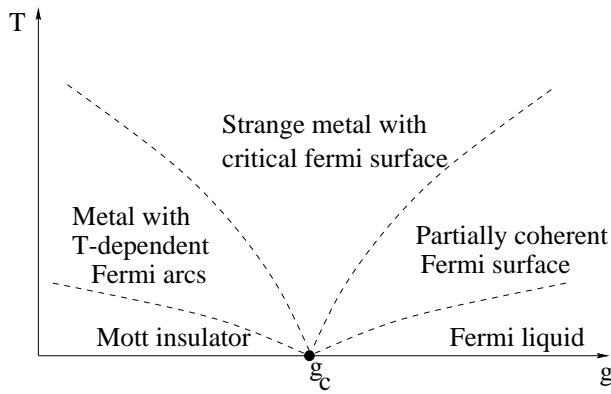 T
Strange metal with
critical fermi surface
Metal with
T-dependent
Fermi arcs
Partially coherent
Fermi surface
Mott insulator
Fermi liquid
g_c
g